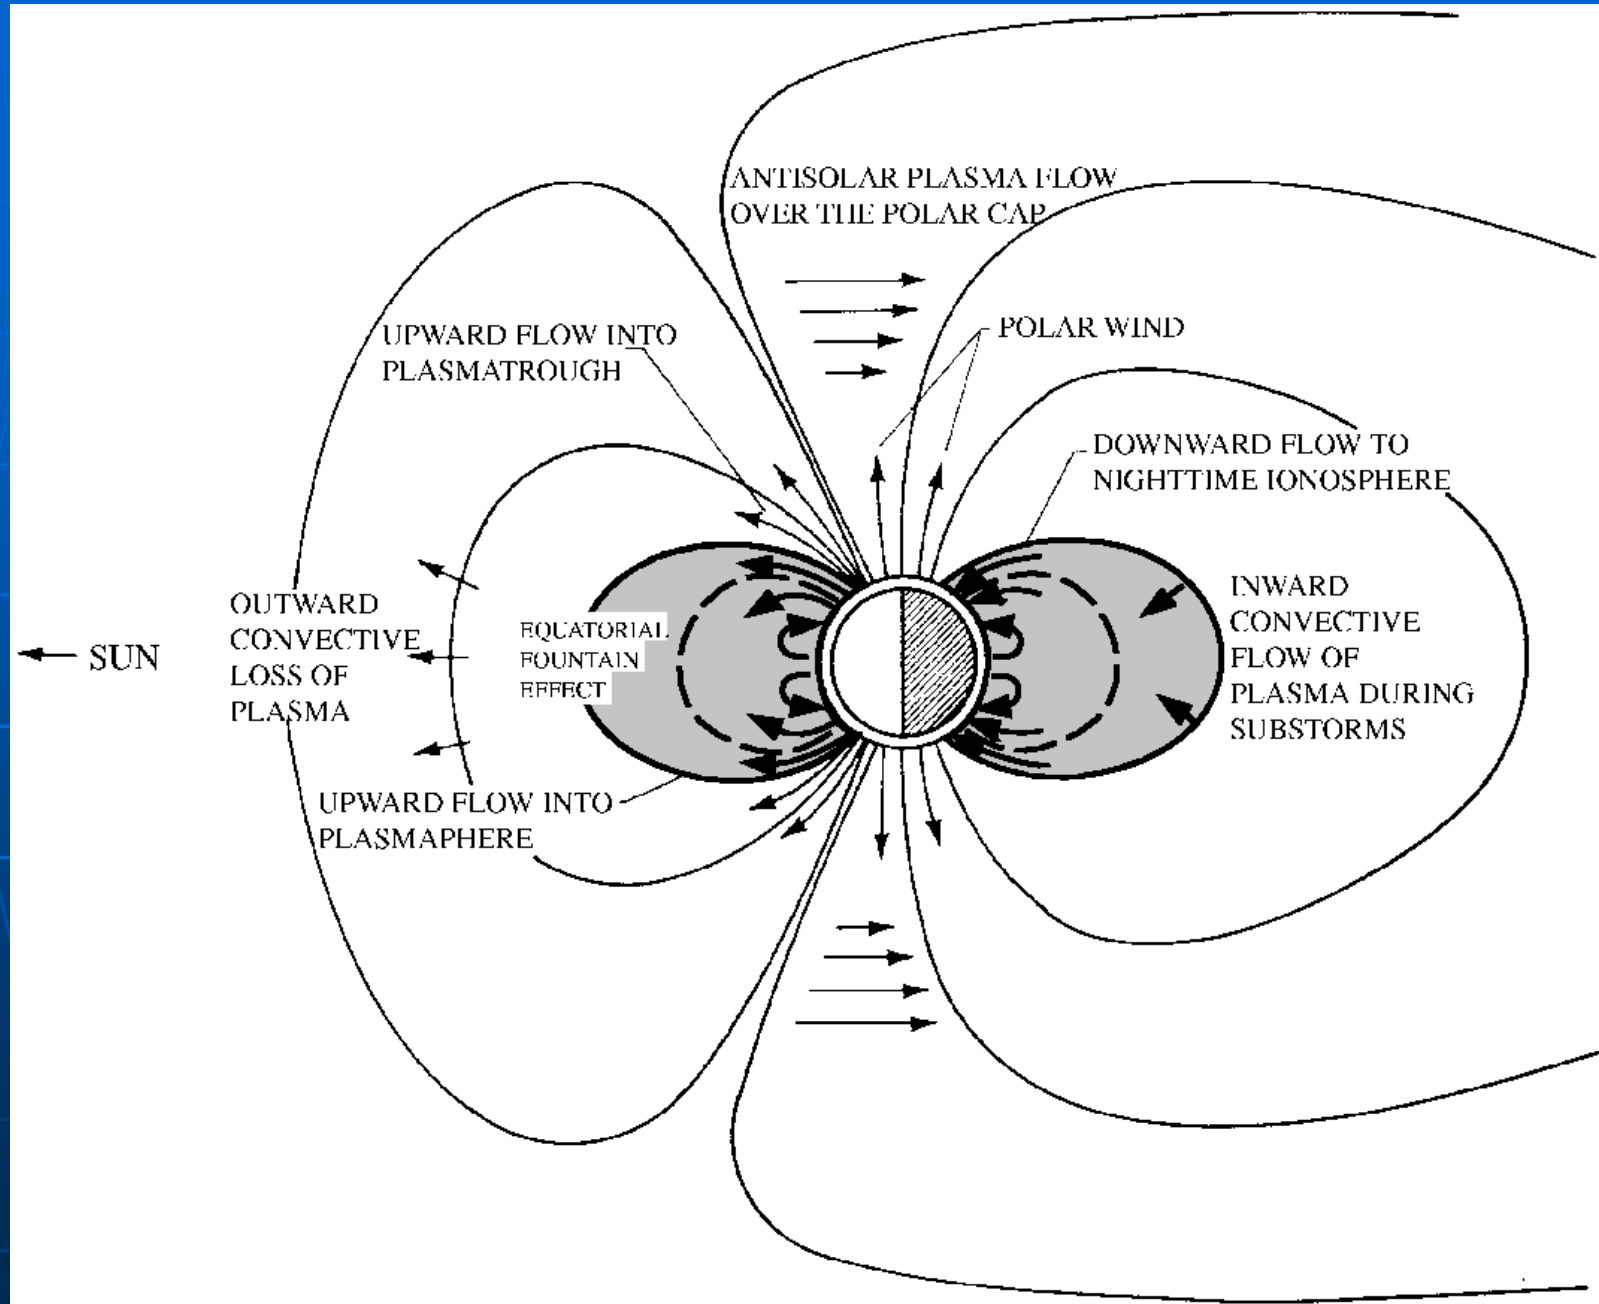 ANTISOLAR PLASMA FLOW
OVER THE POLAR CAP
UPWARD FLOW INTO
PLASMATROUGH
POLAR WIND
DOWNWARD FLOW TO
NIGHTTIME IONOSPHERE
OUTWARD
CONVECTIVE
LOSS OF
PLASMA
SUN
EQUATORIAL
FOUNTAIN
EFFECT
INWARD
CONVECTIVE
FLOW OF
PLASMA DURING
SUBSTORMS
UPWARD FLOW INTO
PLASMAPHERE